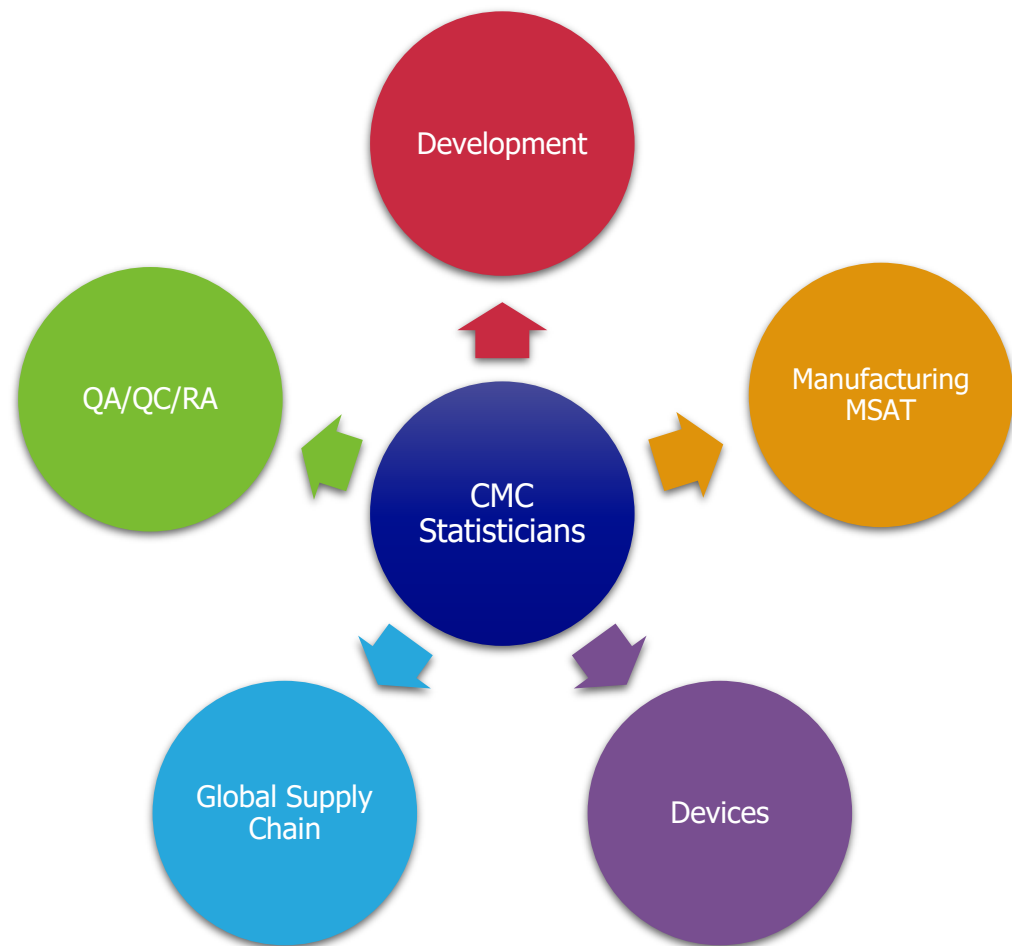 Development
QA/QC/RA
Manufacturing
MSAT
CMC
Statisticians
Global Supply
Chain
Devices